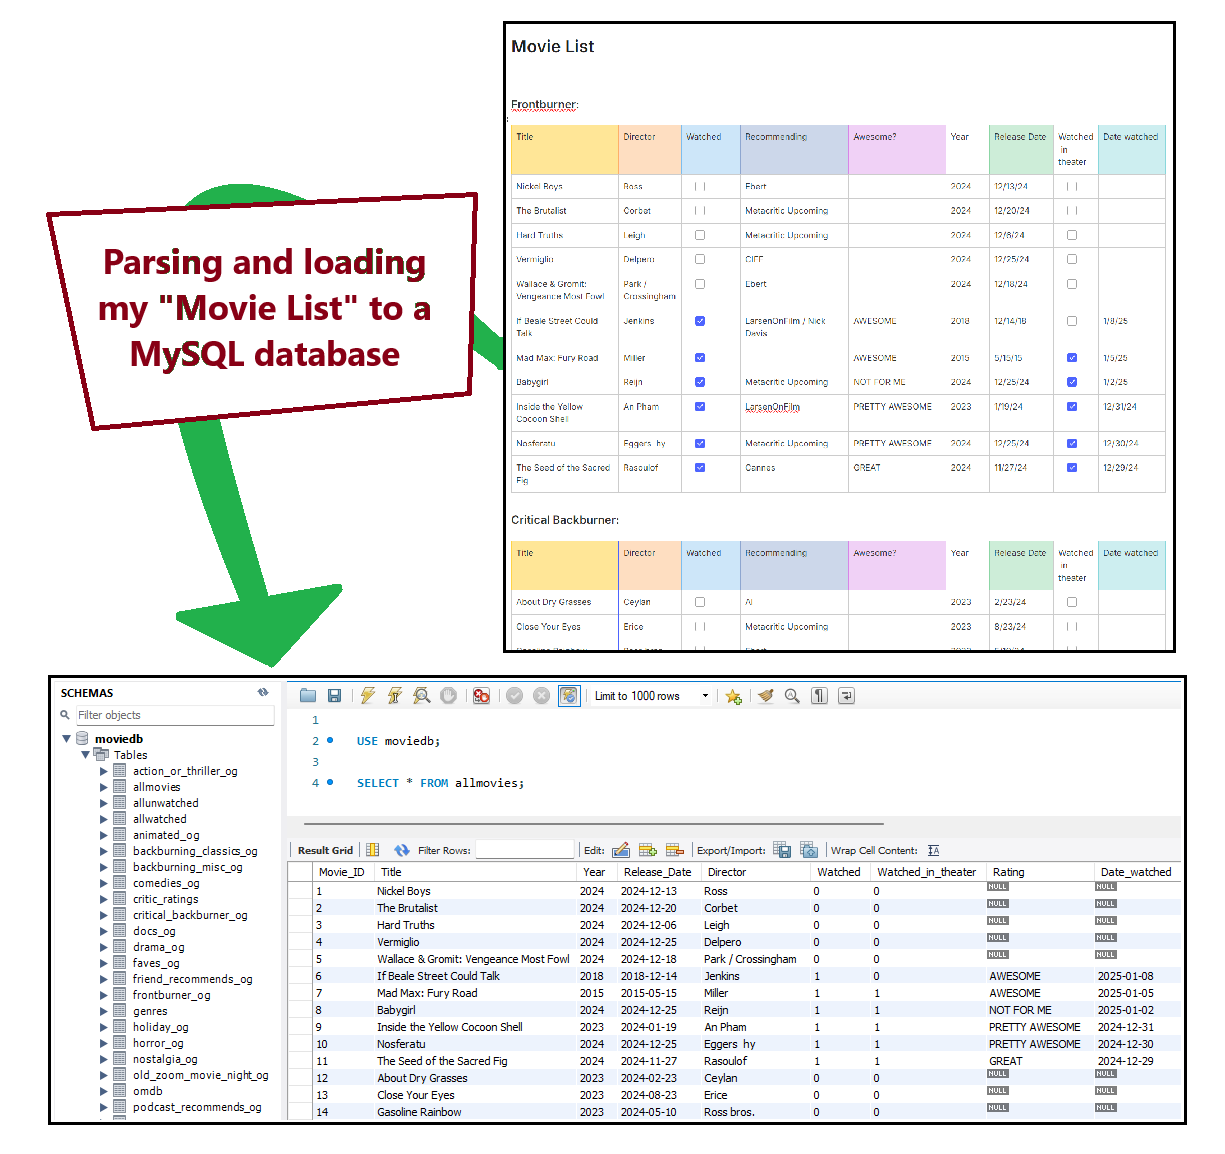 Movie List
Frontburner:
Title Director Watched Recommending Awesome? Year Release Date Watched in theater Date watched
Nickel Boys Ross Ebert 2024 12/13/24
The Brutalist Corbet Metacritic Upcoming 2024 12/20/24
Hard Truths Leigh Metacritic Upcoming 2024 12/6/24
Vermiglio Delpero CIFF 2024 12/25/24
Wallace & Gromit: Vengeance Most Fowl Park / Crossingham Ebert 2024 12/18/24
If Beale Street Could Talk Jenkins LarsenOnFilm / Nick Davis AWESOME 2018 12/14/18 1/8/25
Mad Max: Fury Road Miller AWESOME 2015 5/15/15 1/5/25
Babygirl Reijn Metacritic Upcoming NOT FOR ME 2024 12/25/24 1/2/25
Inside the Yellow Cocoon Shell An Pham LarsenOnFilm PRETTY AWESOME 2023 1/19/24 12/31/24
Nosferatu Eggers hy Metacritic Upcoming PRETTY AWESOME 2024 12/25/24 12/30/24
The Seed of the Sacred Fig Rasoulof Cannes GREAT 2024 11/27/24 12/29/24
Critical Backburner:
Title Director Watched Recommending Awesome? Year Release Date Watched in theater Date watched
About Dry Grasses Ceylan AI 2023 2/23/24
Close Your Eyes Erice Metacritic Upcoming 2023 8/23/24
Parsing and loading
my "Movie List" to a
MySQL database
SCHEMAS
Filter objects
moviedb
Tables
action_or_thriller_og
allmovies
allunwatched
allwatched
animated_og
backburning_classics_og
backburning_misc_og
comedies_og
critic_ratings
critical_backburner_og
docs_og
drama_og
faves_og
friend_recommends_og
frontburner_og
genres
holiday_og
horror_og
nostalgia_og
old_zoom_movie_night_og
omdb
podcast_recommends_og
Limit to 1000 rows
1
2 USE moviedb;
3
4 SELECT * FROM allmovies;
Result Grid Filter Rows: Edit: Export/Import: Wrap Cell Content: IA
Movie_ID Title Year Release_Date Director Watched Watched_in_theater Rating Date_watched
1 Nickel Boys 2024 2024-12-13 Ross 0 0 NULL NULL
2 The Brutalist 2024 2024-12-20 Corbet 0 0 NULL NULL
3 Hard Truths 2024 2024-12-06 Leigh 0 0 NULL NULL
4 Vermiglio 2024 2024-12-25 Delpero 0 0 NULL NULL
5 Wallace & Gromit: Vengeance Most Fowl 2024 2024-12-18 Park / Crossingham 0 0 NULL NULL
6 If Beale Street Could Talk 2018 2018-12-14 Jenkins 1 0 AWESOME 2025-01-08
7 Mad Max: Fury Road 2015 2015-05-15 Miller 1 1 AWESOME 2025-01-05
8 Babygirl 2024 2024-12-25 Reijn 1 1 NOT FOR ME 2025-01-02
9 Inside the Yellow Cocoon Shell 2023 2024-01-19 An Pham 1 1 PRETTY AWESOME 2024-12-31
10 Nosferatu 2024 2024-12-25 Eggers hy 1 1 PRETTY AWESOME 2024-12-30
11 The Seed of the Sacred Fig 2024 2024-11-27 Rasoulof 1 1 GREAT 2024-12-29
12 About Dry Grasses 2023 2024-02-23 Ceylan 0 0 NULL NULL
13 Close Your Eyes 2023 2024-08-23 Erice 0 0 NULL NULL
14 Gasoline Rainbow 2023 2024-05-10 Ross bros. 0 0 NULL NULL